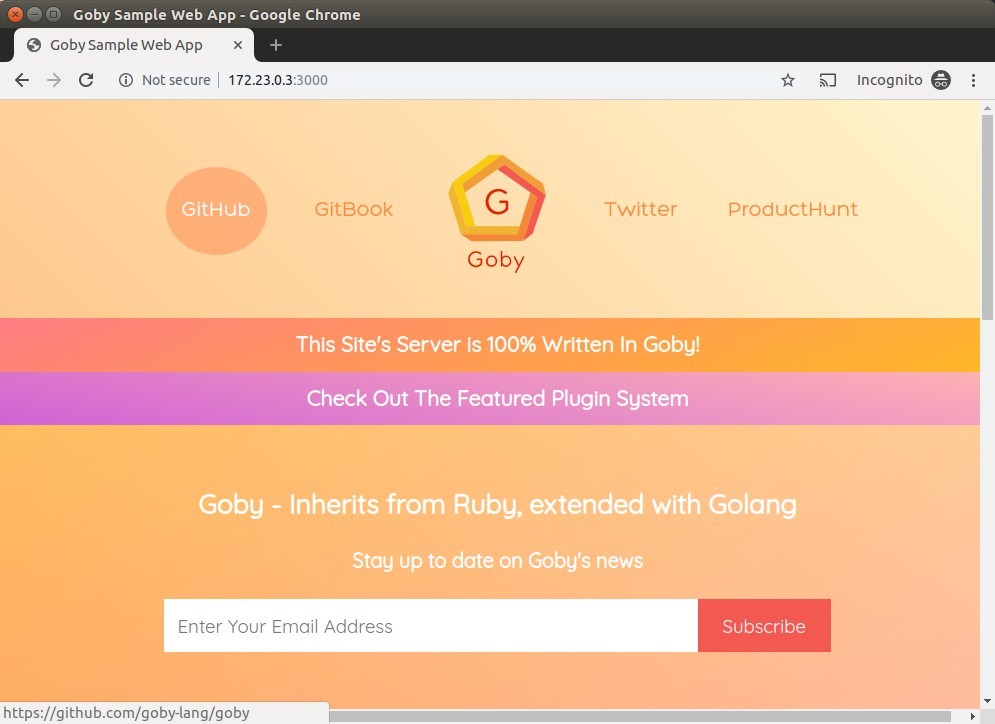 Goby Sample Web App - Google Chrome
Goby Sample Web App
Not secure 172.23.0.3:3000 Incognito
GitHub GitBook G Twitter ProductHunt
Goby
This Site's Server is 100% Written In Goby!
Check Out The Featured Plugin System
Goby - Inherits from Ruby, extended with Golang
Stay up to date on Goby's news
Enter Your Email Address Subscribe
https://github.com/goby-lang/goby